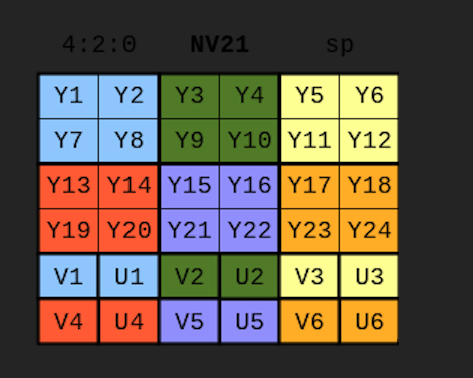 4:2:0 NV21 sp
Y1 Y2 Y3 Y4 Y5 Y6
Y7 Y8 Y9 Y10 Y11 Y12
Y13 Y14 Y15 Y16 Y17 Y18
Y19 Y20 Y21 Y22 Y23 Y24
V1 U1 V2 U2 V3 U3
V4 U4 V5 U5 V6 U6